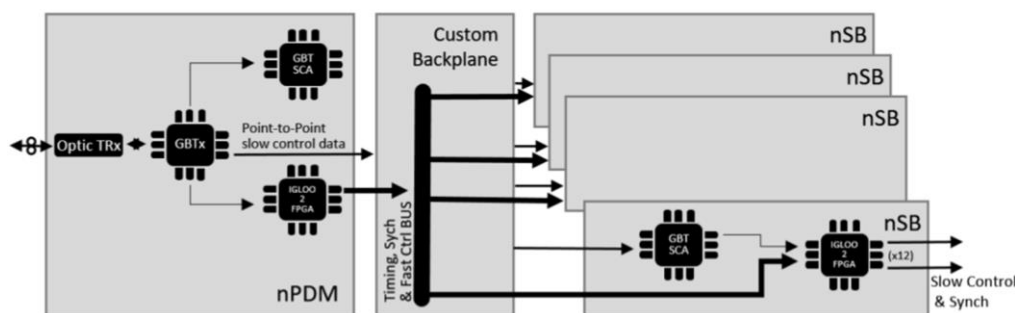 GBT
SCA
Optic TRx
GBTx
Point-to-Point
slow control data
IGLOO
2
FPGA
nPDM
Custom
Backplane
Timing, Sych
& Fast Ctrl BUS
nSB
nSB
nSB
nSB
GBT
SCA
IGLOO
2
FPGA
(x12)
Slow Control
& Synch